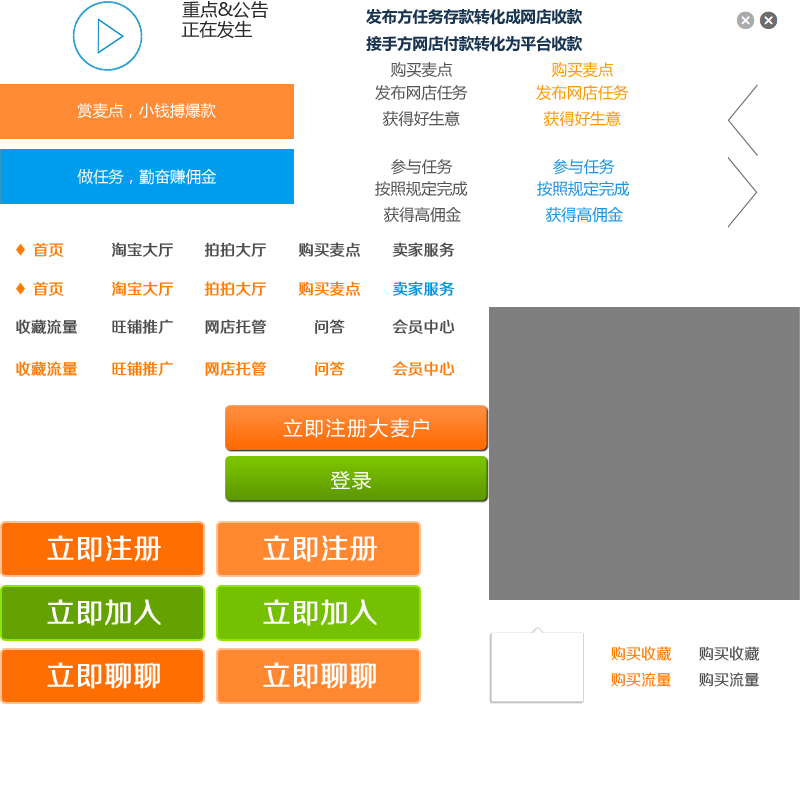 重点&公告
正在发生
发布方任务存款转化成网店收款
接手方网店付款转化为平台收款
购买麦点 购买麦点
发布网店任务 发布网店任务
获得好生意 获得好生意
赏麦点，小钱搏爆款
参与任务 参与任务
做任务，勤奋赚佣金
按照规定完成 按照规定完成
获得高佣金 获得高佣金
首页 淘宝大厅 拍拍大厅 购买麦点 卖家服务
首页 淘宝大厅 拍拍大厅 购买麦点 卖家服务
收藏流量 旺铺推广 网店托管 问答 会员中心
收藏流量 旺铺推广 网店托管 问答 会员中心
立即注册大麦户
登录
立即注册 立即注册
立即加入 立即加入
立即聊聊 立即聊聊
购买收藏 购买收藏
购买流量 购买流量